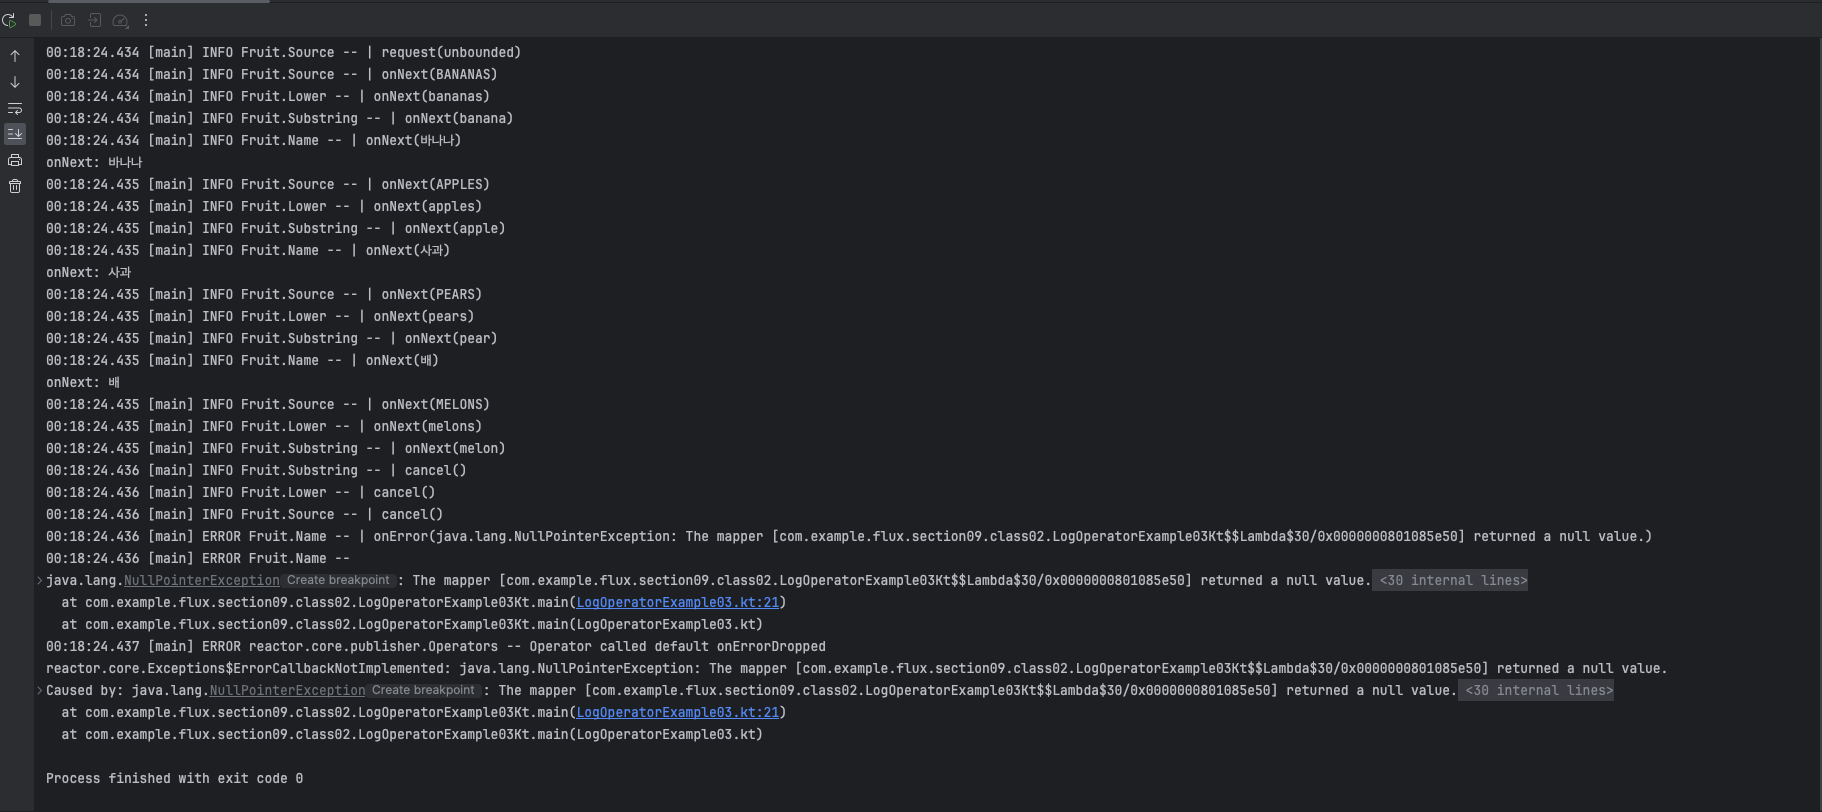 00:18:24.434 [main] INFO Fruit.Source -- | request(unbounded)
00:18:24.434 [main] INFO Fruit.Source -- | onNext(BANANAS)
00:18:24.434 [main] INFO Fruit.Lower -- | onNext(bananas)
00:18:24.434 [main] INFO Fruit.Substring -- | onNext(banana)
00:18:24.434 [main] INFO Fruit.Name -- | onNext(바나나)
onNext: 바나나
00:18:24.435 [main] INFO Fruit.Source -- | onNext(APPLES)
00:18:24.435 [main] INFO Fruit.Lower -- | onNext(apples)
00:18:24.435 [main] INFO Fruit.Substring -- | onNext(apple)
00:18:24.435 [main] INFO Fruit.Name -- | onNext(사과)
onNext: 사과
00:18:24.435 [main] INFO Fruit.Source -- | onNext(PEARS)
00:18:24.435 [main] INFO Fruit.Lower -- | onNext(pears)
00:18:24.435 [main] INFO Fruit.Substring -- | onNext(pear)
00:18:24.435 [main] INFO Fruit.Name -- | onNext(배)
onNext: 배
00:18:24.435 [main] INFO Fruit.Source -- | onNext(MELONS)
00:18:24.435 [main] INFO Fruit.Lower -- | onNext(melons)
00:18:24.435 [main] INFO Fruit.Substring -- | onNext(melon)
00:18:24.436 [main] INFO Fruit.Substring -- | cancel()
00:18:24.436 [main] INFO Fruit.Lower -- | cancel()
00:18:24.436 [main] INFO Fruit.Source -- | cancel()
00:18:24.436 [main] ERROR Fruit.Name -- | onError(java.lang.NullPointerException: The mapper [com.example.flux.section09.class02.LogOperatorExample03Kt$$Lambda$30/0x0000000801085e50] returned a null value.)
00:18:24.436 [main] ERROR Fruit.Name --
java.lang.NullPointerException Create breakpoint : The mapper [com.example.flux.section09.class02.LogOperatorExample03Kt$$Lambda$30/0x0000000801085e50] returned a null value. <30 internal lines>
at com.example.flux.section09.class02.LogOperatorExample03Kt.main(LogOperatorExample03.kt:21)
at com.example.flux.section09.class02.LogOperatorExample03Kt.main(LogOperatorExample03.kt)
00:18:24.437 [main] ERROR reactor.core.publisher.Operators -- Operator called default onErrorDropped
reactor.core.Exceptions$ErrorCallbackNotImplemented: java.lang.NullPointerException: The mapper [com.example.flux.section09.class02.LogOperatorExample03Kt$$Lambda$30/0x0000000801085e50] returned a null value.
Caused by: java.lang.NullPointerException Create breakpoint : The mapper [com.example.flux.section09.class02.LogOperatorExample03Kt$$Lambda$30/0x0000000801085e50] returned a null value. <30 internal lines>
at com.example.flux.section09.class02.LogOperatorExample03Kt.main(LogOperatorExample03.kt:21)
at com.example.flux.section09.class02.LogOperatorExample03Kt.main(LogOperatorExample03.kt)
Process finished with exit code 0